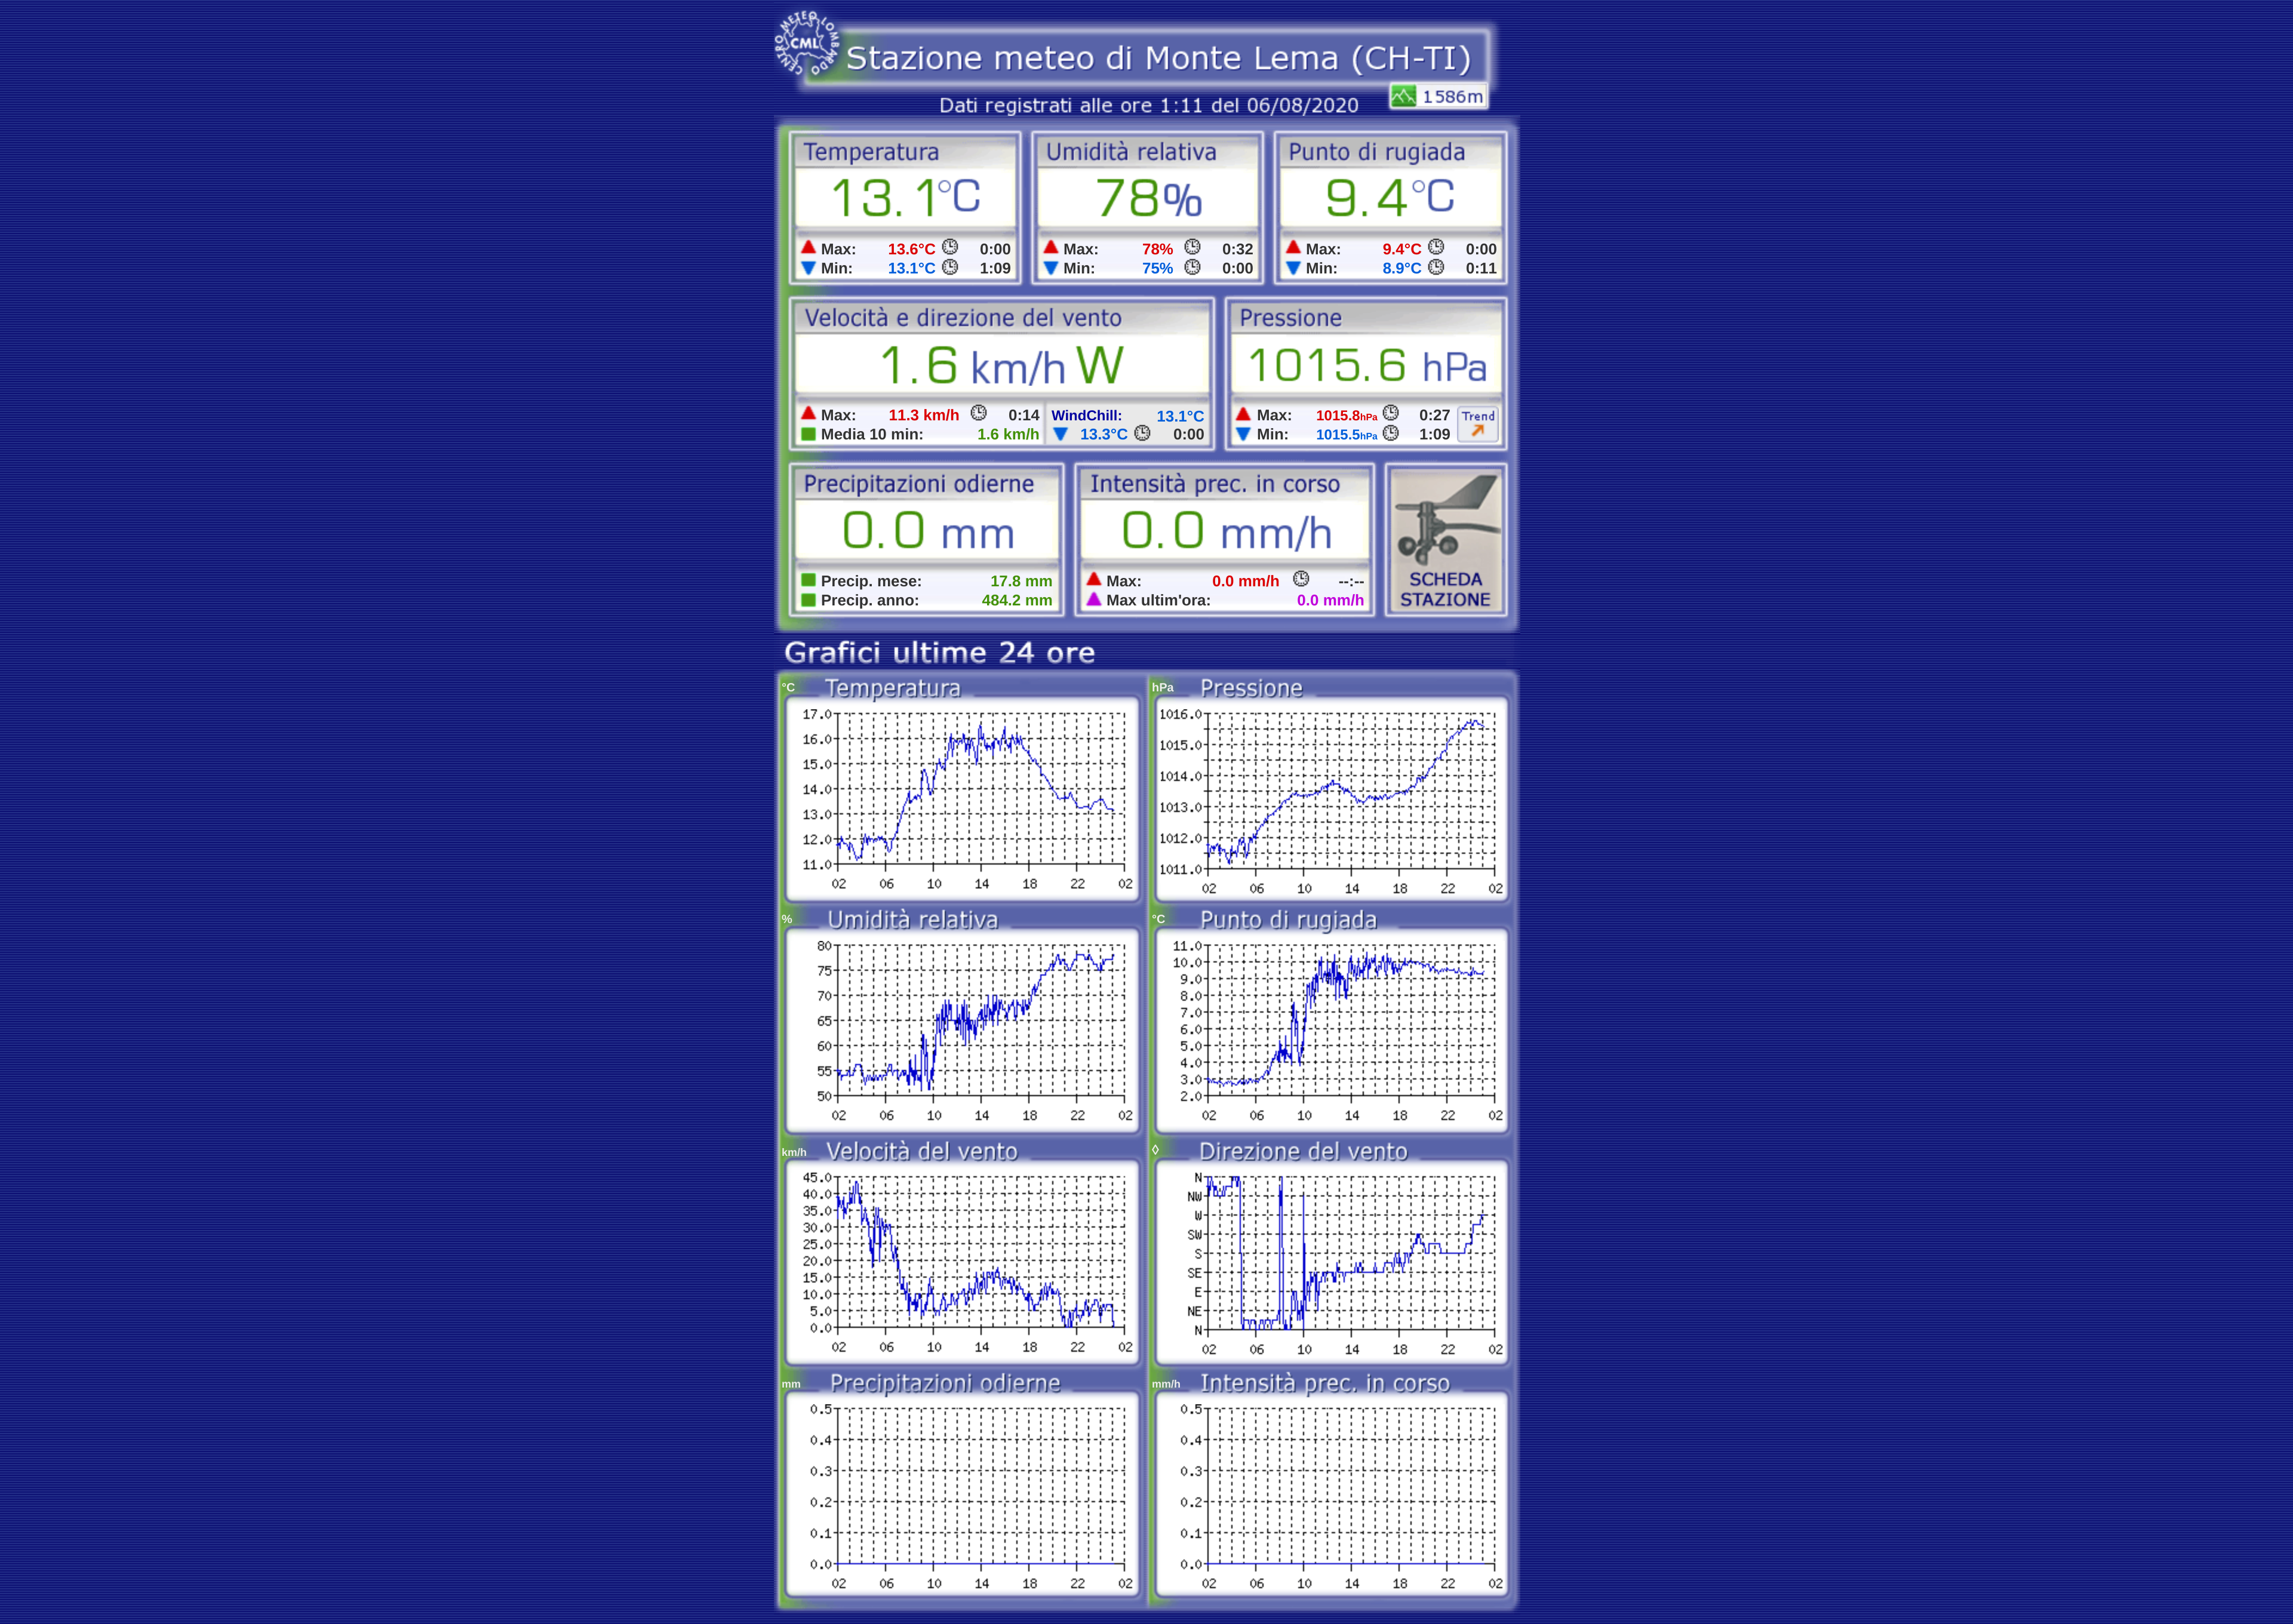 CENTRO METEO LOMBARDO
CML
Stazione meteo di Monte Lema (CH-TI)
1586m
Dati registrati alle ore 1:11 del 06/08/2020
Temperatura
13.1°C
Max: 13.6°C 0:00
Min: 13.1°C 1:09
Umidità relativa
78%
Max: 78% 0:32
Min: 75% 0:00
Punto di rugiada
9.4°C
Max: 9.4°C 0:00
Min: 8.9°C 0:11
Velocità e direzione del vento
1.6 km/h W
Max: 11.3 km/h 0:14
Media 10 min: 1.6 km/h
WindChill: 13.1°C
13.3°C 0:00
Pressione
1015.6 hPa
Max: 1015.8hPa 0:27
Min: 1015.5hPa 1:09
Trend
Precipitazioni odierne
0.0 mm
Precip. mese: 17.8 mm
Precip. anno: 484.2 mm
Intensità prec. in corso
0.0 mm/h
Max: 0.0 mm/h --:--
Max ultim'ora: 0.0 mm/h
SCHEDA
STAZIONE
Grafici ultime 24 ore
°C Temperatura
17.0
16.0
15.0
14.0
13.0
12.0
11.0
02 06 10 14 18 22 02
hPa Pressione
1016.0
1015.0
1014.0
1013.0
1012.0
1011.0
02 06 10 14 18 22 02
% Umidità relativa
80
75
70
65
60
55
50
02 06 10 14 18 22 02
°C Punto di rugiada
11.0
10.0
9.0
8.0
7.0
6.0
5.0
4.0
3.0
2.0
02 06 10 14 18 22 02
km/h Velocità del vento
45.0
40.0
35.0
30.0
25.0
20.0
15.0
10.0
5.0
0.0
02 06 10 14 18 22 02
◊ Direzione del vento
N
NW
W
SW
S
SE
E
NE
N
02 06 10 14 18 22 02
mm Precipitazioni odierne
0.5
0.4
0.3
0.2
0.1
0.0
02 06 10 14 18 22 02
mm/h Intensità prec. in corso
0.5
0.4
0.3
0.2
0.1
0.0
02 06 10 14 18 22 02